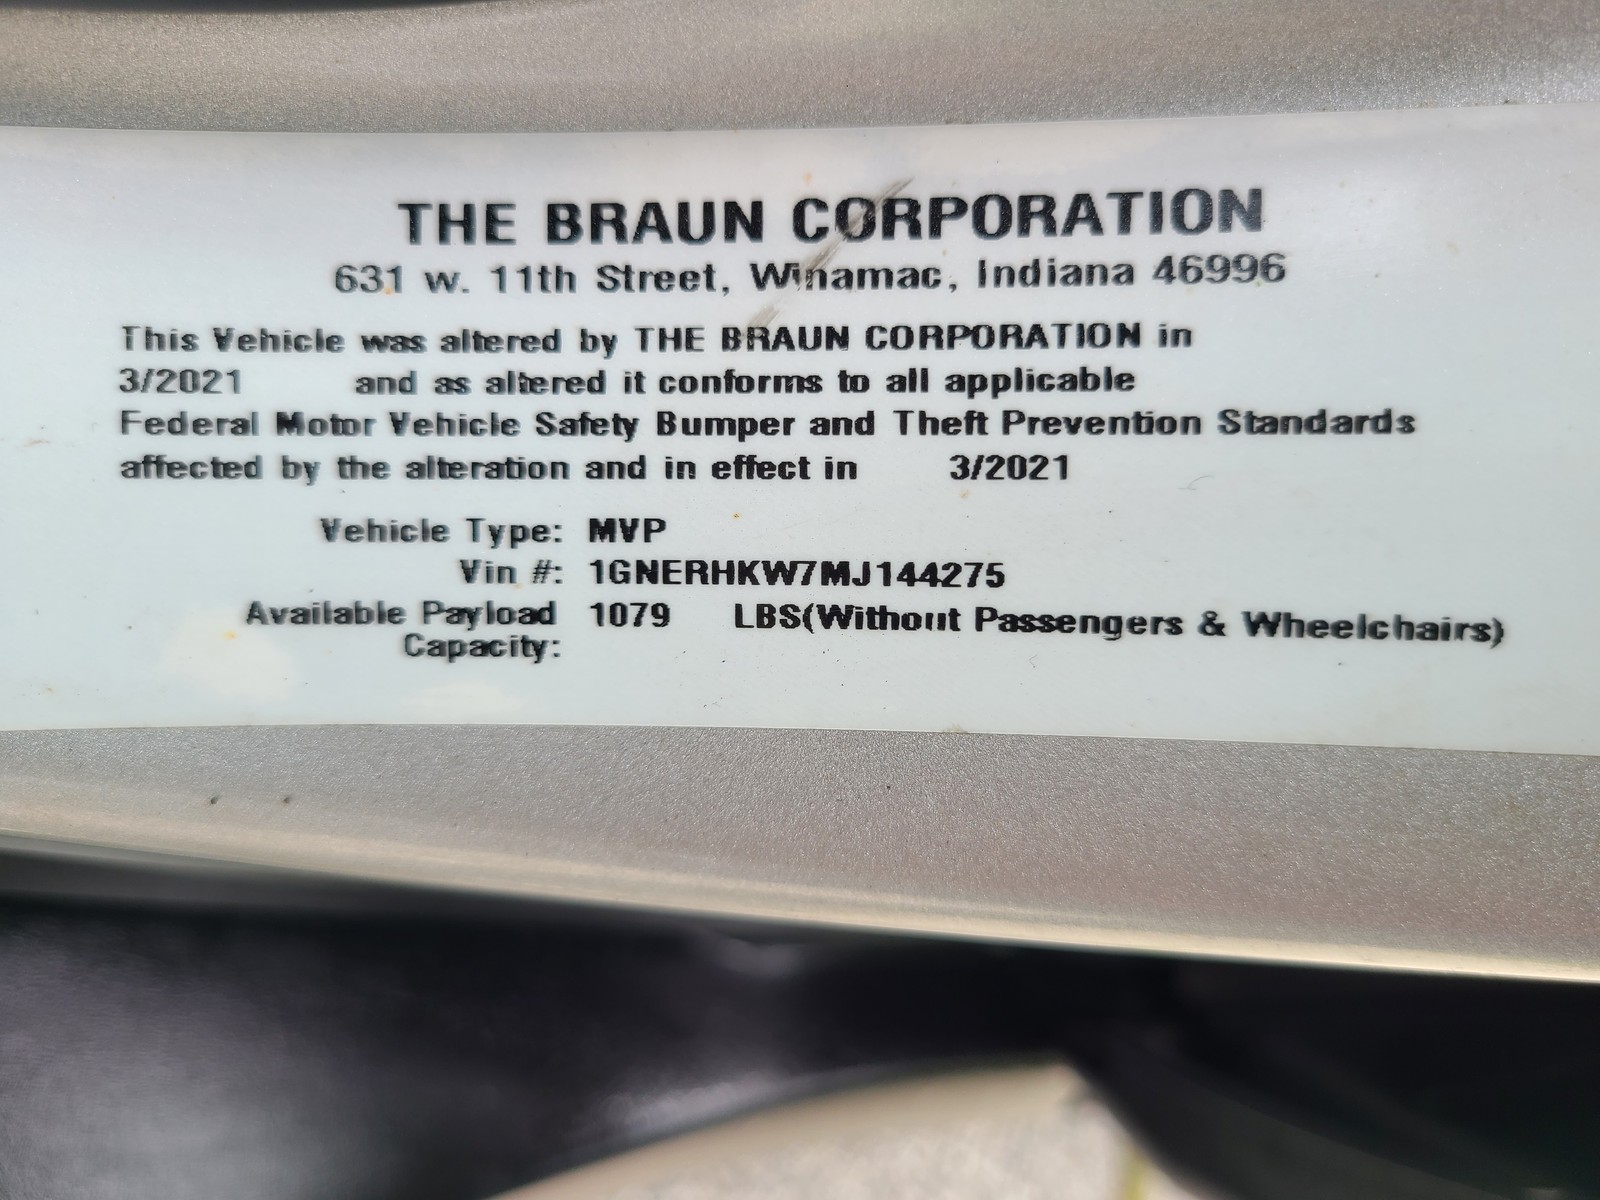 THE BRAUN CORPORATION
631 w. 11th Street, Winamac, Indiana 46996
This Vehicle was altered by THE BRAUN CORPORATION in
3/2021 and as altered it conforms to all applicable
Federal Motor Vehicle Safety Bumper and Theft Prevention Standards
affected by the alteration and in effect in 3/2021
Vehicle Type: MVP
Vin #: 1GNERHKW7MJ144275
Available Payload 1079 LBS(Without Passengers & Wheelchairs)
Capacity: